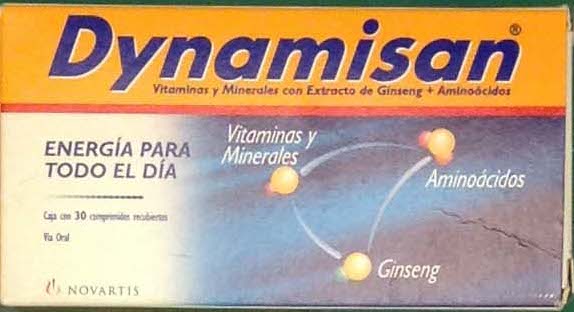 Dynamisan®
Vitaminas y Minerales con Extracto de Ginseng + Aminoácidos
ENERGÍA PARA
TODO EL DÍA
Vitaminas y
Minerales
Aminoácidos
Ginseng
Caja con 30 comprimidos recubiertos
Vía Oral
NOVARTIS